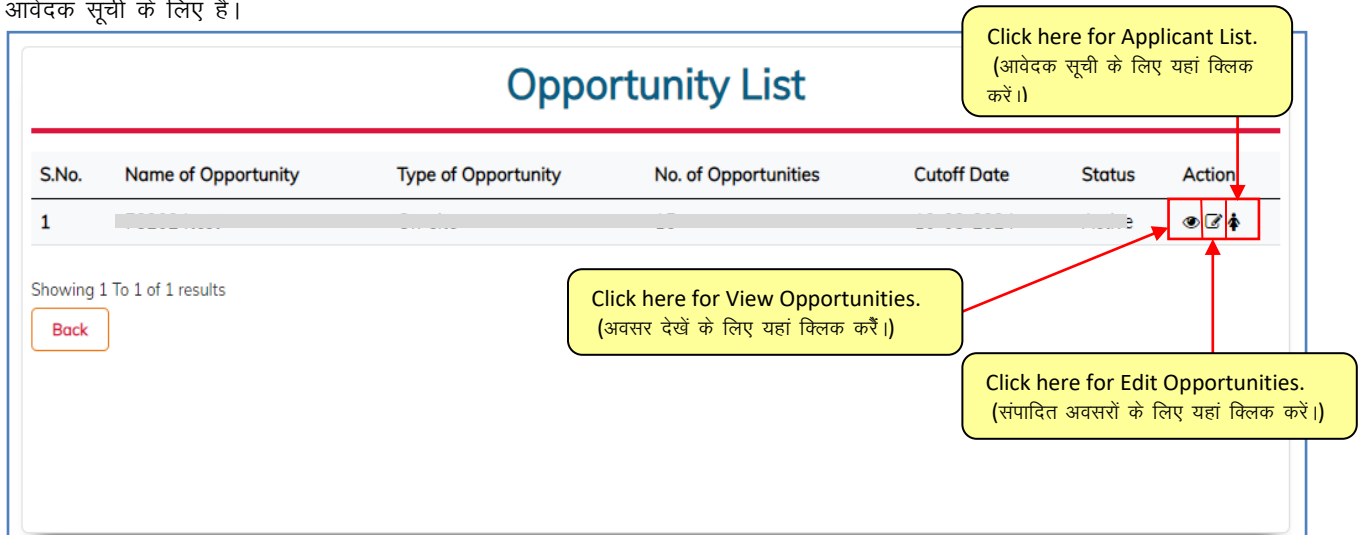 आवेदक सूची के लिए है।
Click here for Applicant List.
(आवेदक सूची के लिए यहां क्लिक
करें।)
Opportunity List
S.No. Name of Opportunity Type of Opportunity No. of Opportunities Cutoff Date Status Action
1
Showing 1 To 1 of 1 results
Back
Click here for View Opportunities.
(अवसर देखें के लिए यहां क्लिक करें।)
Click here for Edit Opportunities.
(संपादित अवसरों के लिए यहां क्लिक करें।)